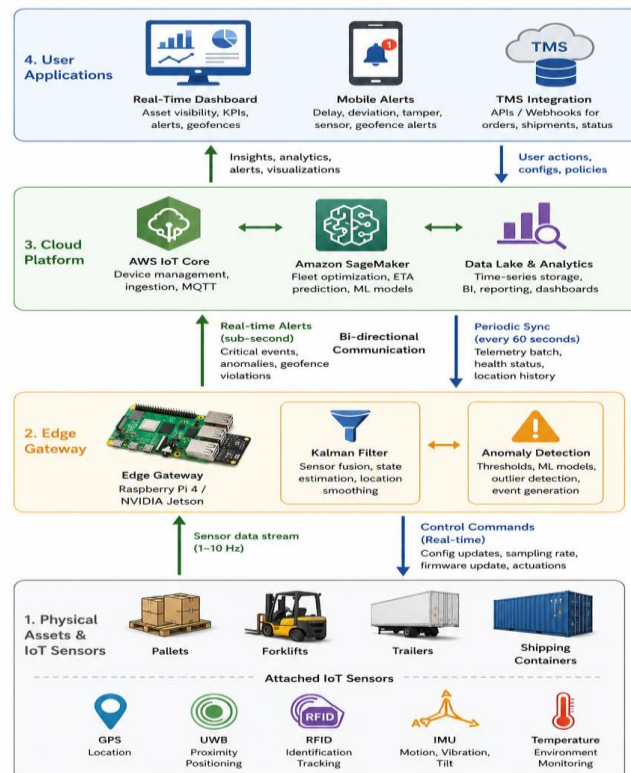 4. User
Applications
TMS
1
Real-Time Dashboard
Asset visibility, KPIs,
alerts, geofences
Mobile Alerts
Delay, deviation, tamper,
sensor, geofence alerts
TMS Integration
APIs / Webhooks for
orders, shipments, status
Insights, analytics,
alerts, visualizations
User actions,
configs, policies
3. Cloud
Platform
AWS IoT Core
Device management,
ingestion, MQTT
Amazon SageMaker
Fleet optimization, ETA
prediction, ML models
Data Lake & Analytics
Time-series storage,
BI, reporting, dashboards
Real-time Alerts
(sub-second)
Critical events,
anomalies, geofence
violations
Bi-directional
Communication
Periodic Sync
(every 60 seconds)
Telemetry batch,
health status,
location history
2. Edge
Gateway
Edge Gateway
Raspberry Pi 4 /
NVIDIA Jetson
Kalman Filter
Sensor fusion, state
estimation, location
smoothing
Anomaly Detection
Thresholds, ML models,
outlier detection,
event generation
Sensor data stream
(1–10 Hz)
Control Commands
(Real-time)
Config updates, sampling rate,
firmware update, actuations
1. Physical
Assets &
IoT Sensors
Pallets
Forklifts
Trailers
Shipping
Containers
Attached IoT Sensors
RFID
GPS
Location
UWB
Proximity
Positioning
RFID
Identification
Tracking
IMU
Motion, Vibration,
Tilt
Temperature
Environment
Monitoring